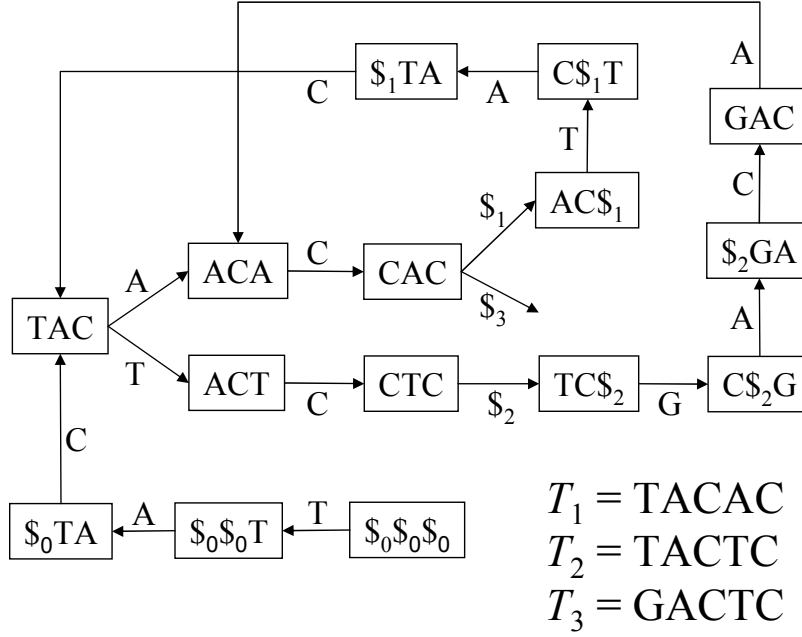 A
$₁TA
C$₁T
C
A
A
GAC
T
C
AC$₁
$₁
ACA
C
CAC
$₂GA
A
$₃
TAC
A
T
ACT
C
CTC
$₂
TC$₂
G
C$₂G
C
$₀TA
A
$₀$₀T
T
$₀$₀$₀
T₁ = TACAC
T₂ = TACTC
T₃ = GACTC